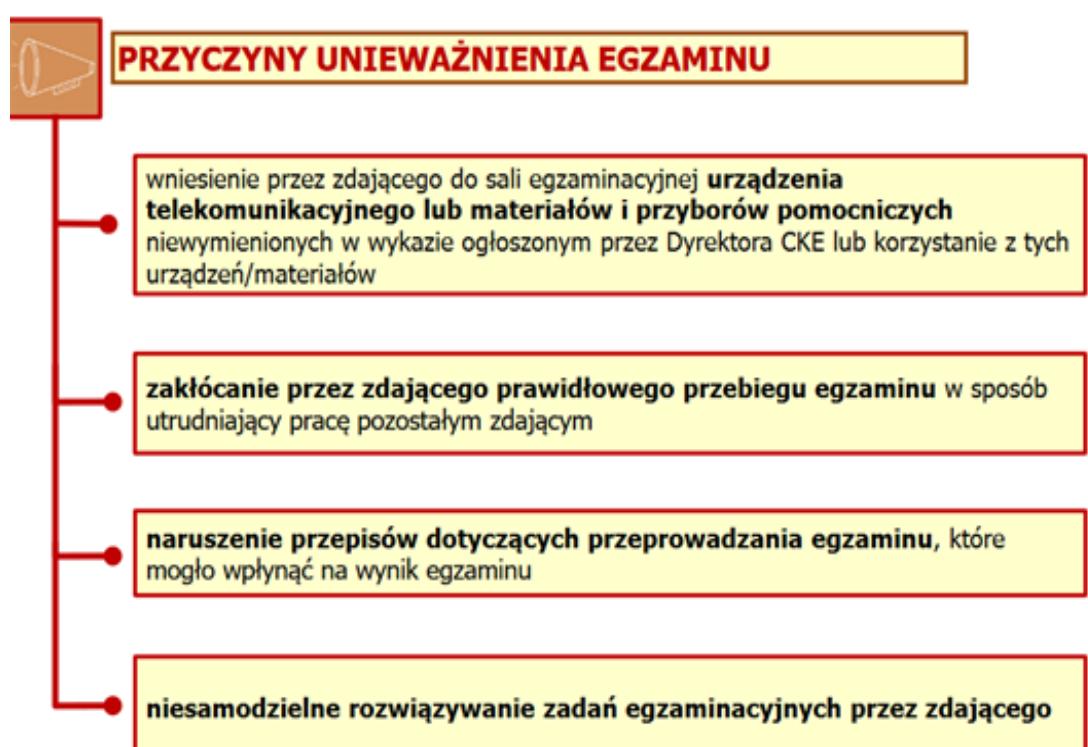 PRZYCZYNY UNIEWAŻNIENIA EGZAMINU
wniesienie przez zdającego do sali egzaminacyjnej urządzenia
telekomunikacyjnego lub materiałów i przyborów pomocniczych
niewymienionych w wykazie ogłoszonym przez Dyrektora CKE lub korzystanie z tych
urządzeń/materiałów
zakłócanie przez zdającego prawidłowego przebiegu egzaminu w sposób
utrudniający pracę pozostałym zdającym
naruszenie przepisów dotyczących przeprowadzania egzaminu, które
mogło wpłynąć na wynik egzaminu
niesamodzielne rozwiązywanie zadań egzaminacyjnych przez zdającego